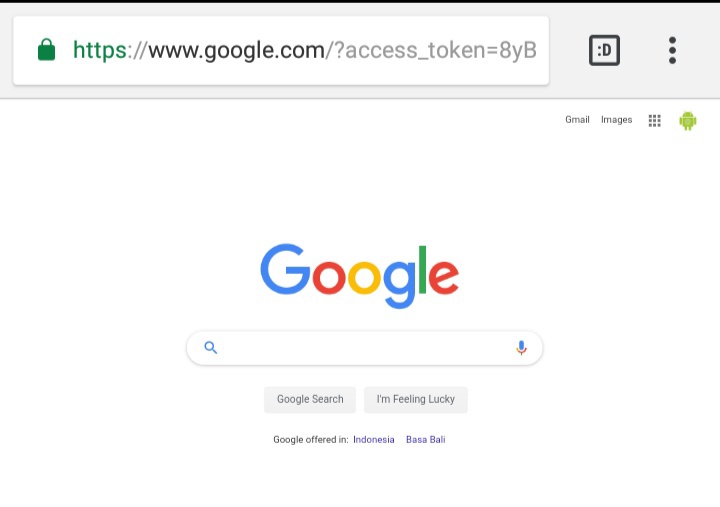 https://www.google.com/?access_token=8yB :D
Gmail Images
Google
Google Search I'm Feeling Lucky
Google offered in: Indonesia Basa Bali